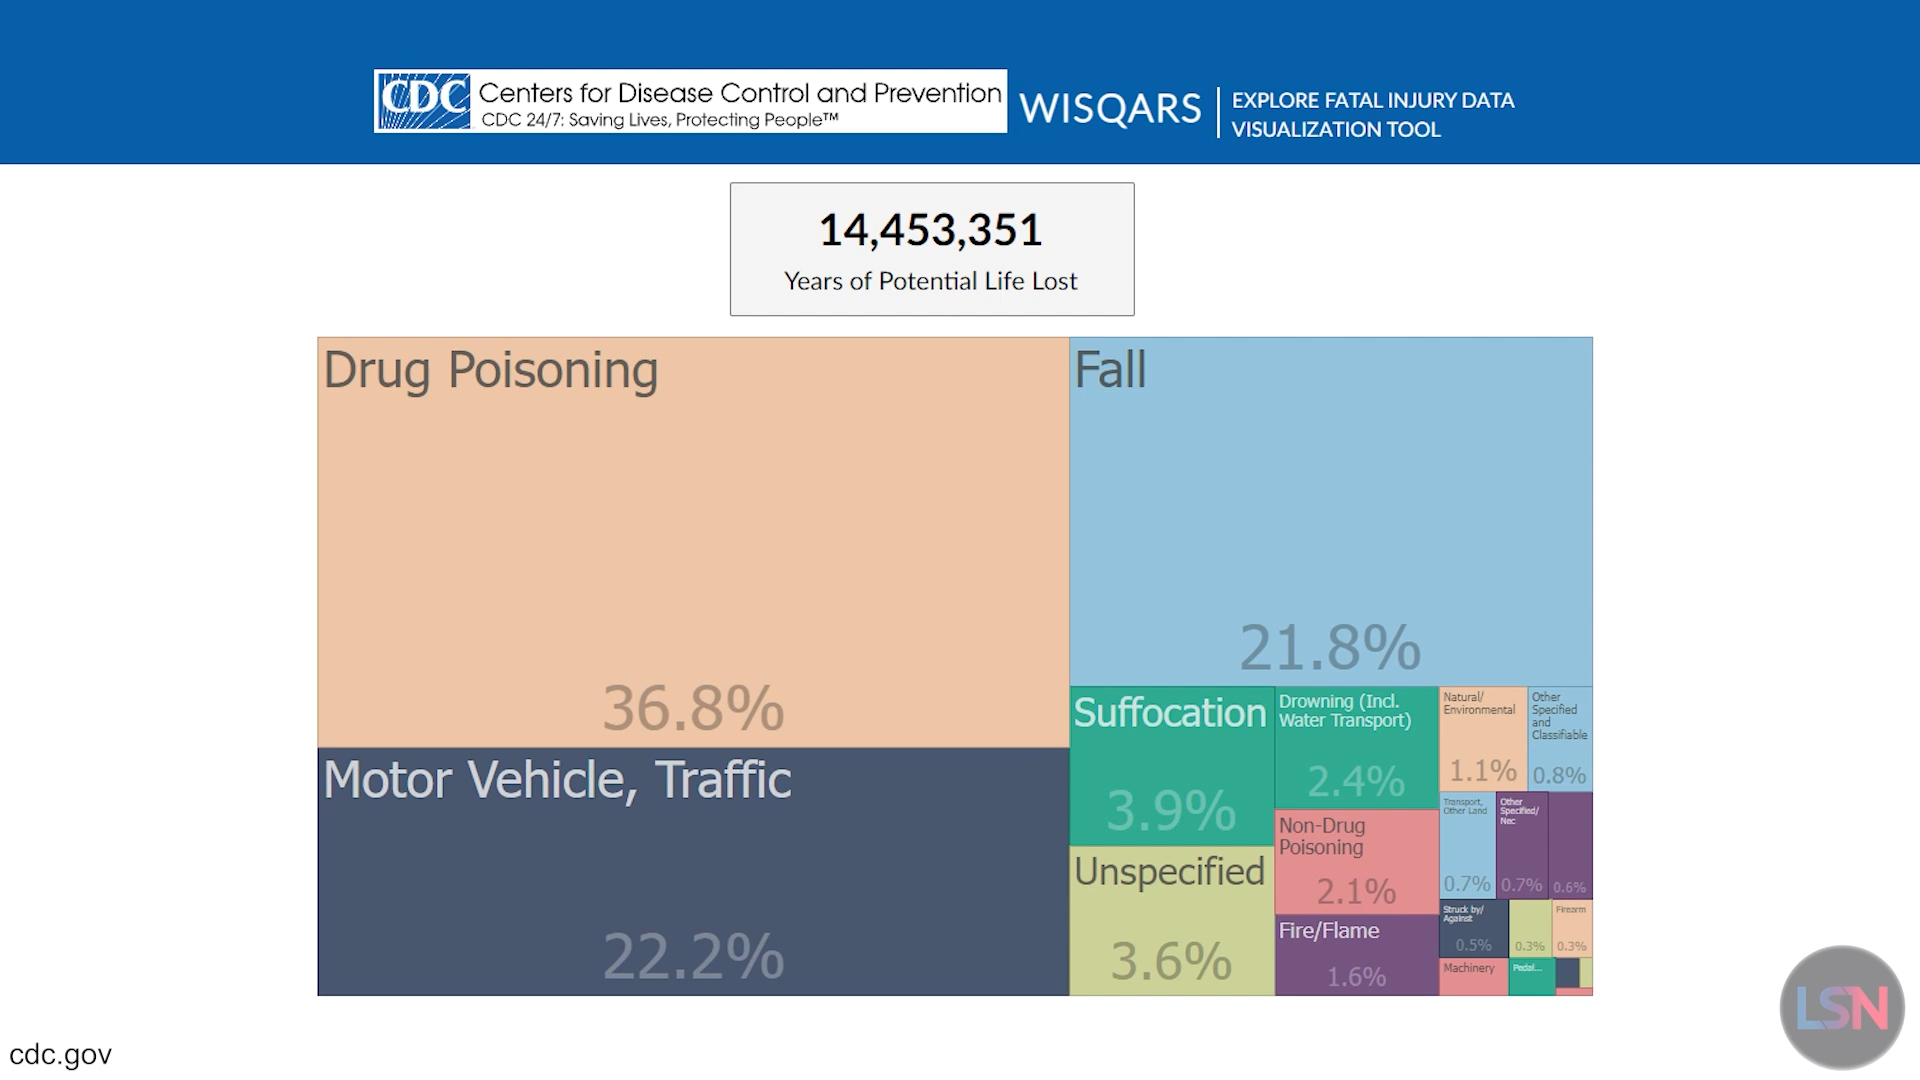 CDC Centers for Disease Control and Prevention
CDC 24/7: Saving Lives, Protecting People™
WISQARS
EXPLORE FATAL INJURY DATA
VISUALIZATION TOOL
14,453,351
Years of Potential Life Lost
Drug Poisoning
36.8%
Motor Vehicle, Traffic
22.2%
Fall
21.8%
Suffocation
3.9%
Unspecified
3.6%
Drowning (Incl.
Water Transport)
2.4%
Non-Drug
Poisoning
2.1%
Fire/Flame
1.6%
Natural/
Environmental
1.1%
Other
Specified
and
Classifiable
0.8%
Transport,
Other Land
0.7%
Other
Specified/
Nec
0.7%
0.6%
Struck by/
Against
0.5%
0.3%
Firearm
0.3%
Machinery
Pedal...
cdc.gov
LSN